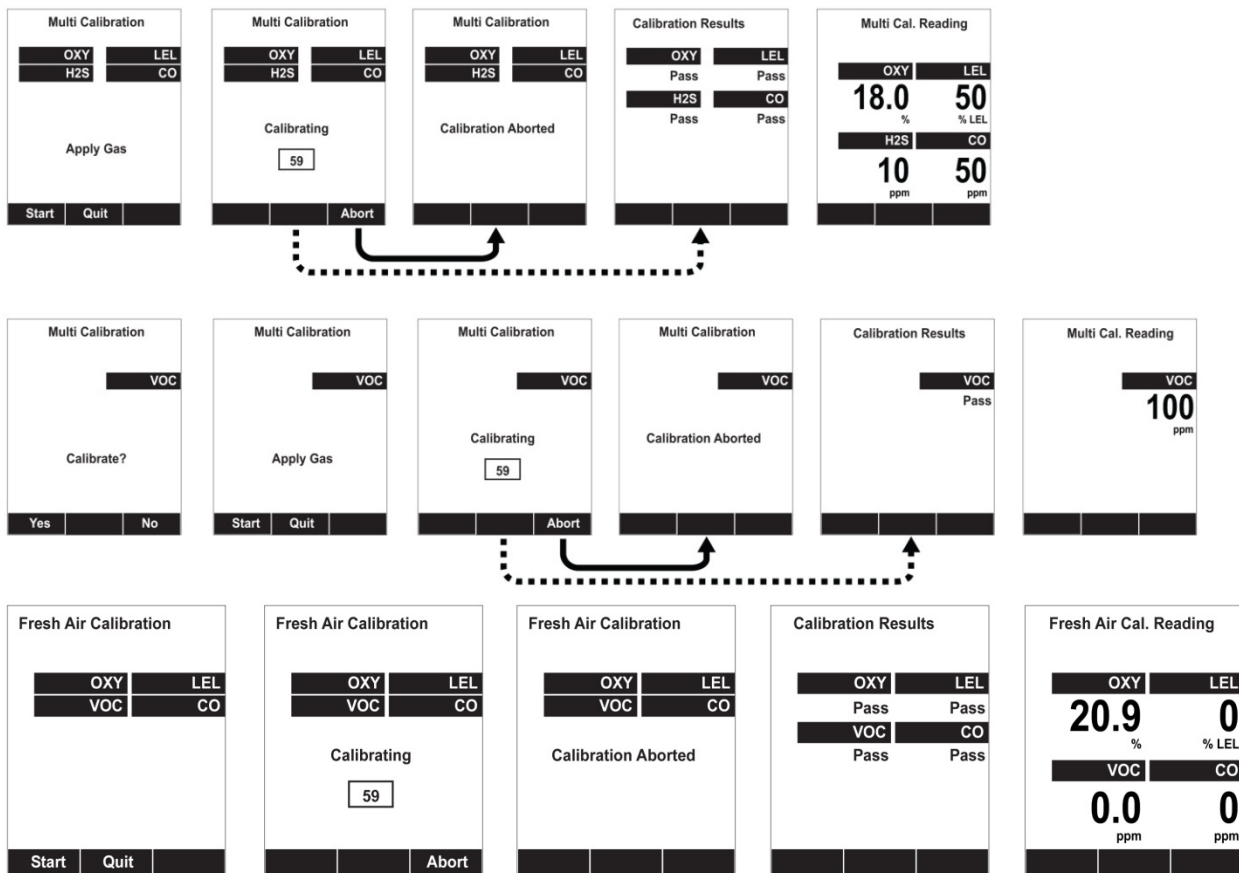 Multi Calibration
OXY LEL
H2S CO
Apply Gas
Start Quit
Multi Calibration
OXY LEL
H2S CO
Calibrating
59
Abort
Multi Calibration
OXY LEL
H2S CO
Calibration Aborted
Calibration Results
OXY LEL
Pass Pass
H2S CO
Pass Pass
Multi Cal. Reading
OXY LEL
18.0 50
% % LEL
H2S CO
10 50
ppm ppm
Multi Calibration
VOC
Calibrate?
Yes No
Multi Calibration
VOC
Apply Gas
Start Quit
Multi Calibration
VOC
Calibrating
59
Abort
Multi Calibration
VOC
Calibration Aborted
Calibration Results
VOC
Pass
Multi Cal. Reading
VOC
100
ppm
Fresh Air Calibration
OXY LEL
VOC CO
Start Quit
Fresh Air Calibration
OXY LEL
VOC CO
Calibrating
59
Abort
Fresh Air Calibration
OXY LEL
VOC CO
Calibration Aborted
Calibration Results
OXY LEL
Pass Pass
VOC CO
Pass Pass
Fresh Air Cal. Reading
OXY LEL
20.9 0
% % LEL
VOC CO
0.0 0
ppm ppm